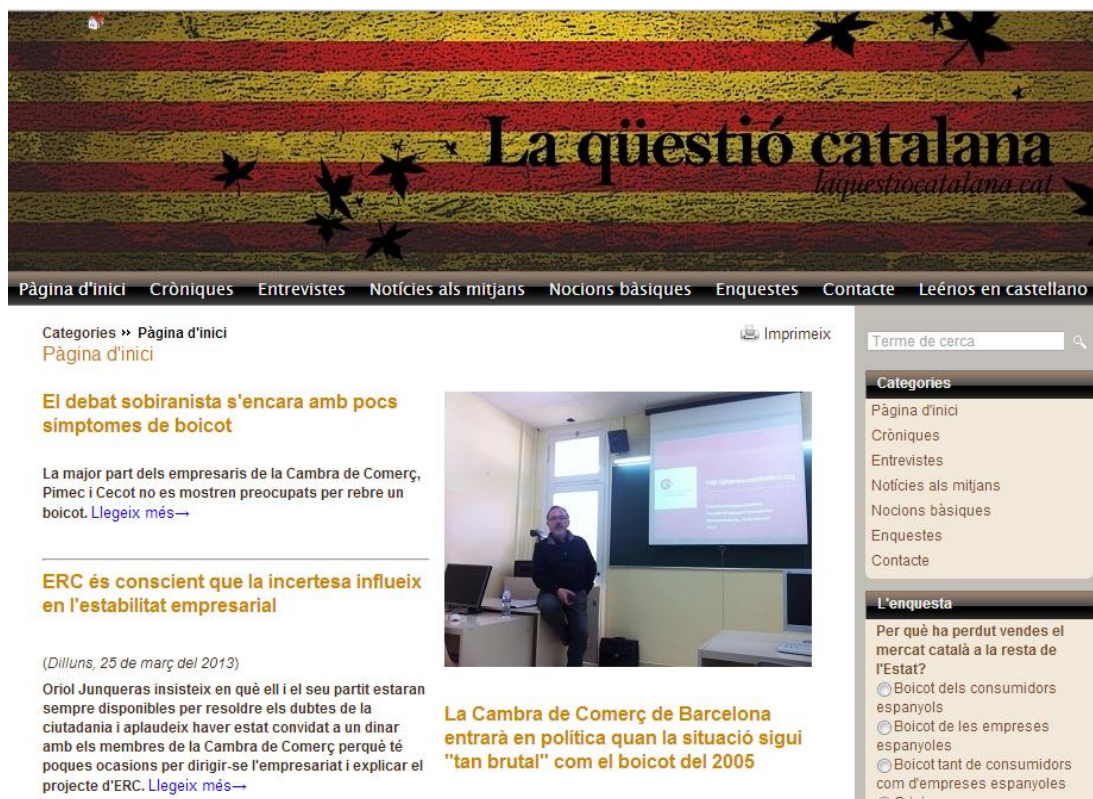 La qüestió catalana
laquestiocatalana.cat
Pàgina d'inici Cròniques Entrevistes Notícies als mitjans Nocions bàsiques Enquestes Contacte Leénos en castellano
Categories » Pàgina d'inici
Imprimeix
Pàgina d'inici
El debat sobiranista s'encara amb pocs
símptomes de boicot
La major part dels empresaris de la Cambra de Comerç,
Pimec i Cecot no es mostren preocupats per rebre un
boicot. Llegeix més→
ERC és conscient que la incertesa influeix
en l'estabilitat empresarial
(Dilluns, 25 de març del 2013)
Oriol Junqueras insisteix en què ell i el seu partit estaran
sempre disponibles per resoldre els dubtes de la
ciutadania i aplaudeix haver estat convidat a un dinar
amb els membres de la Cambra de Comerç perquè té
poques ocasions per dirigir-se l'empresariat i explicar el
projecte d'ERC. Llegeix més→
La Cambra de Comerç de Barcelona
entrarà en política quan la situació sigui
"tan brutal" com el boicot del 2005
Terme de cerca
Categories
Pàgina d'inici
Cròniques
Entrevistes
Notícies als mitjans
Nocions bàsiques
Enquestes
Contacte
L'enquesta
Per què ha perdut vendes el
mercat català a la resta de
l'Estat?
Boicot dels consumidors
espanyols
Boicot de les empreses
espanyoles
Boicot tant de consumidors
com d'empreses espanyoles